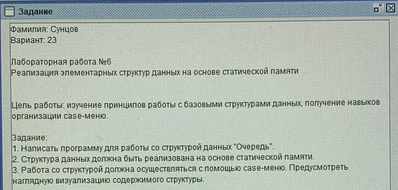 Задание
Фамилия: Сунцов
Вариант: 23
Лабораторная работа №6
Реализация элементарных структур данных на основе статической памяти
Цель работы: изучение принципов работы с базовыми структурами данных, получение навыков
организации case-меню.
Задание:
1. Написать программу для работы со структурой данных "Очередь".
2. Структура данных должна быть реализована на основе статической памяти.
3. Работа со структурой должна осуществляться с помощью case-меню. Предусмотреть
наглядную визуализацию содержимого структуры.